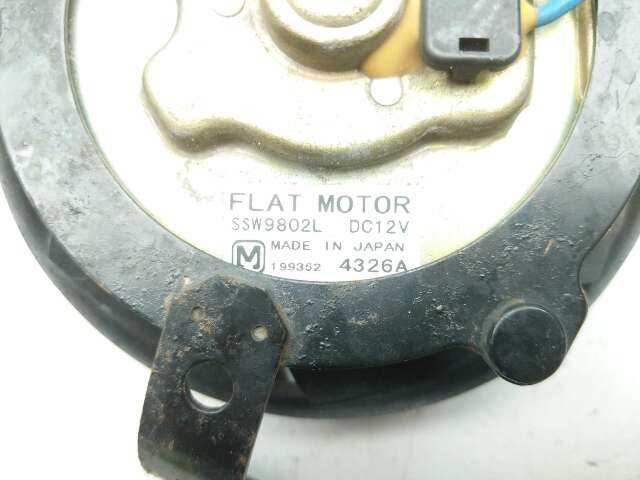 FLAT MOTOR
SSW9802L DC12V
MADE IN JAPAN
M 199352 4326A